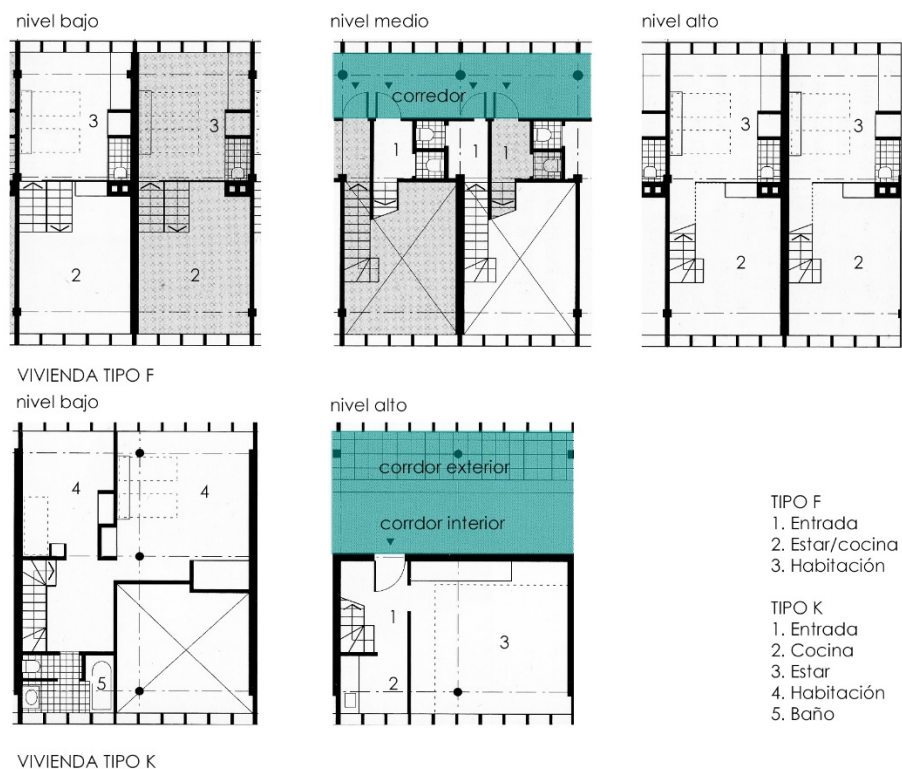 nivel bajo
nivel medio
nivel alto
3
3
2
2
corredor
1
1
1
3
3
2
2
VIVIENDA TIPO F
nivel bajo
nivel alto
4
4
5
corrdor exterior
corrdor interior
1
2
3
TIPO F
1. Entrada
2. Estar/cocina
3. Habitación
TIPO K
1. Entrada
2. Cocina
3. Estar
4. Habitación
5. Baño
VIVIENDA TIPO K